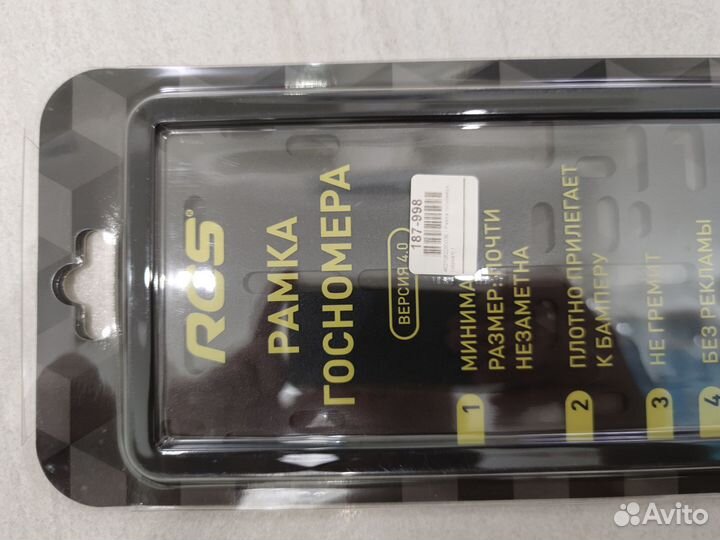 RCS®
РАМКА
ГОСНОМЕРА
ВЕРСИЯ 4.0
187-998
1 МИНИМА
РАЗМЕР: ПОЧТИ
НЕЗАМЕТНА
2 ПЛОТНО ПРИЛЕГАЕТ
К БАМПЕРУ
3 НЕ ГРЕМИТ
4 БЕЗ РЕКЛАМЫ
Avito